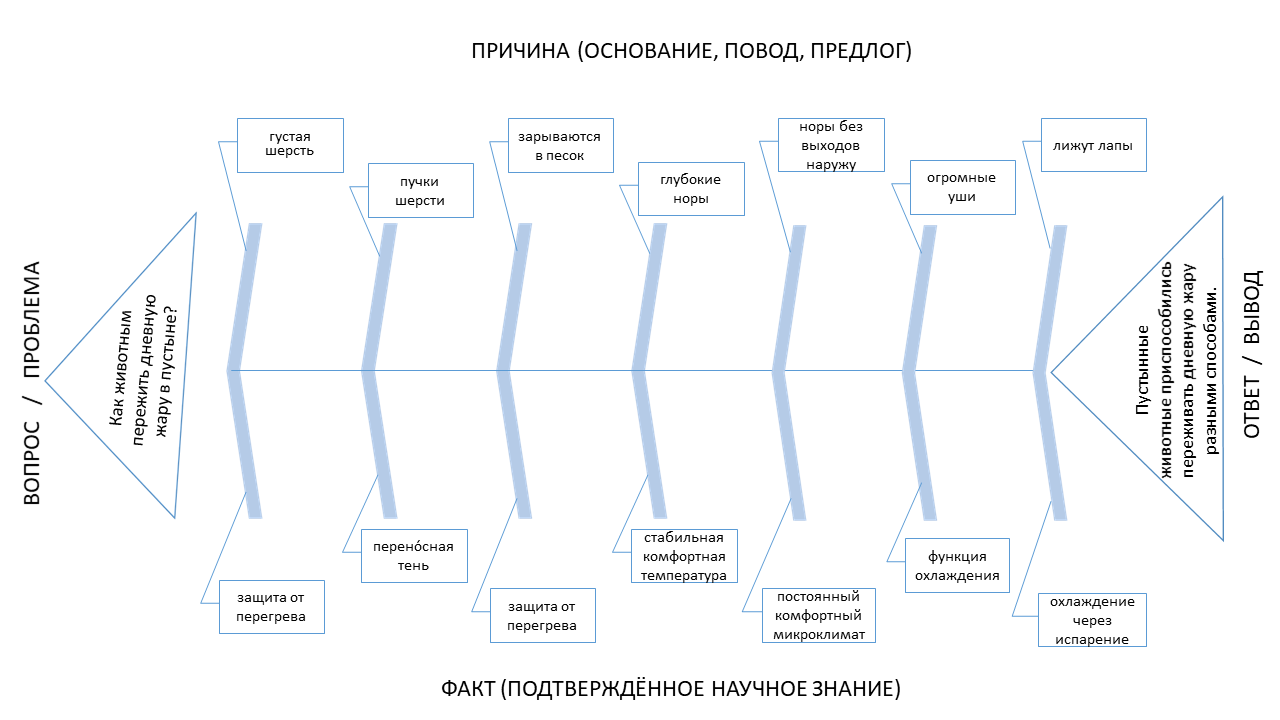 ПРИЧИНА (ОСНОВАНИЕ, ПОВОД, ПРЕДЛОГ)
густая
шерсть
пучки
шерсти
зарываются
в песок
глубокие
норы
норы без
выходов
наружу
огромные
уши
лижут лапы
ВОПРОС / ПРОБЛЕМА
Как животным
пережить дневную
жару в пустыне?
Пустынные
животные приспособились
переживать дневную жару
разными способами.
ОТВЕТ / ВЫВОД
защита от
перегрева
перено́сная
тень
защита от
перегрева
стабильная
комфортная
температура
постоянный
комфортный
микроклимат
функция
охлаждения
охлаждение
через
испарение
ФАКТ (ПОДТВЕРЖДЁННОЕ НАУЧНОЕ ЗНАНИЕ)